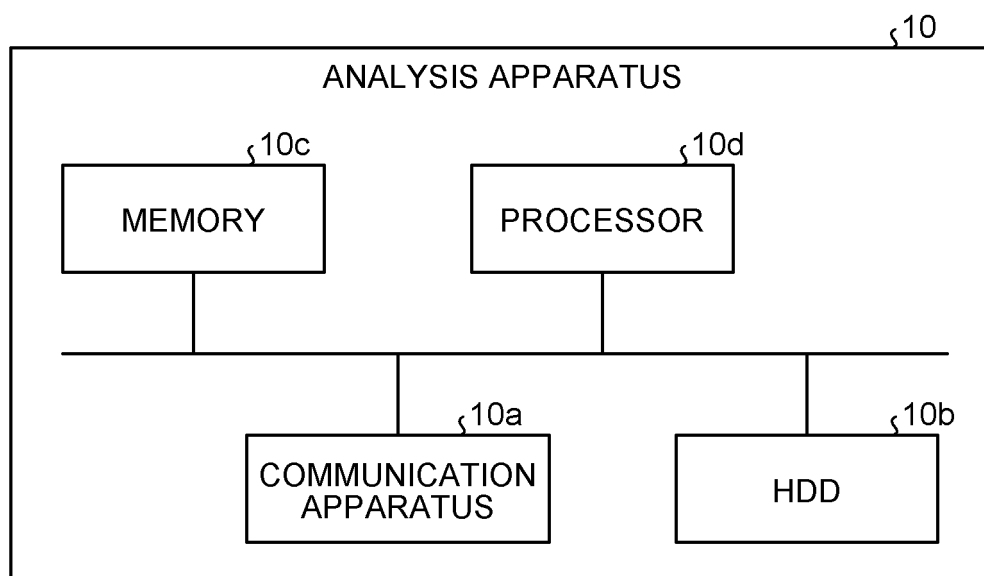 10
ANALYSIS APPARATUS
10c
10d
MEMORY
PROCESSOR
10a
10b
COMMUNICATION
APPARATUS
HDD